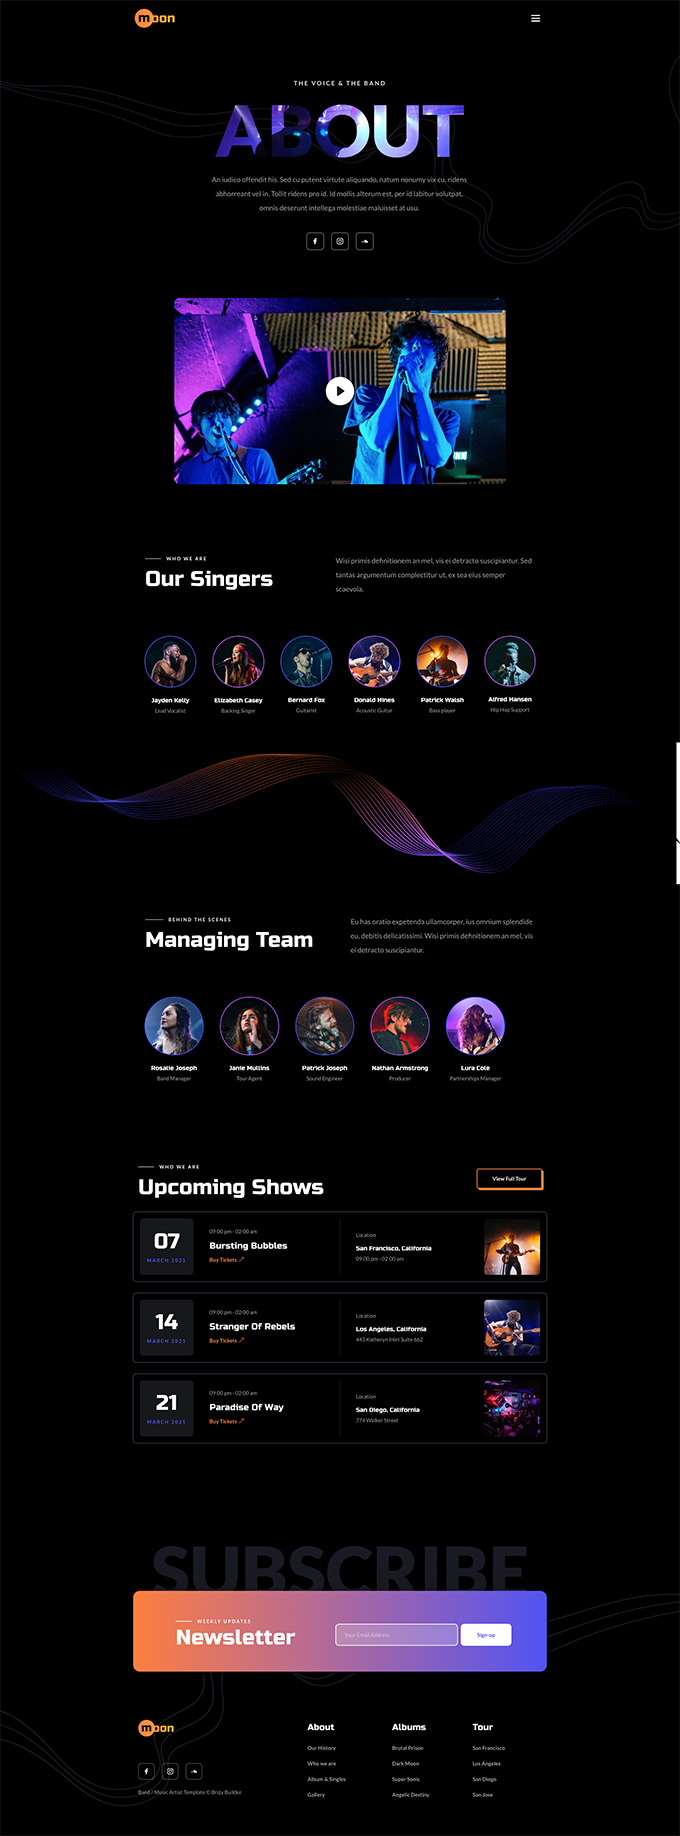 moon
THE VOICE & THE BAND
ABOUT
An iudico offendit his. Sed cu putent virtute aliquando, natum nonumy vix cu, ridens
abhorreant vel in. Tollit ridens pro id. Id mollis alterum est, per id labitur volutpat,
omnis deserunt intellega molestiae maluisset at usu.
WHO WE ARE
Our Singers
Wisi primis definitionem an mel, vis ei detracto suscipiantur. Sed
tantas argumentum complectitur ut, ex sea eius semper
scaevola.
Jayden Kelly
Lead Vocalist
Elizabeth Casey
Backing Singer
Bernard Fox
Guitarist
Donald Hines
Acoustic Guitar
Patrick Walsh
Bass player
Alfred Hansen
Hip Hop Support
BEHIND THE SCENES
Managing Team
Eu has oratio expetenda ullamcorper, ius omnium splendide
eu, debitis delicatissimi. Wisi primis definitionem an mel, vis
ei detracto suscipiantur.
Rosalie Joseph
Band Manager
Janie Mullins
Tour Agent
Patrick Joseph
Sound Engineer
Nathan Armstrong
Producer
Lura Cole
Partnerships Manager
WHO WE ARE
Upcoming Shows
View Full Tour
07
MARCH 2021
09:00 pm - 02:00 am
Bursting Bubbles
Buy Tickets
Location
San Francisco, California
09:00 pm - 02:00 am
14
MARCH 2021
09:00 pm - 02:00 am
Stranger Of Rebels
Buy Tickets
Location
Los Angeles, California
443 Katheryn Inlet Suite 662
21
MARCH 2021
09:00 pm - 02:00 am
Paradise Of Way
Buy Tickets
Location
San Diego, California
774 Walker Street
SUBSCRIBE
WEEKLY UPDATES
Newsletter
Your Email Address
Sign-up
moon
Band / Music Artist Template © Brizy Builder
About
Our History
Who we are
Album & Singles
Gallery
Albums
Brutal Prison
Dark Moon
Super Sonic
Angelic Destiny
Tour
San Francisco
Los Angeles
San Diego
San Jose